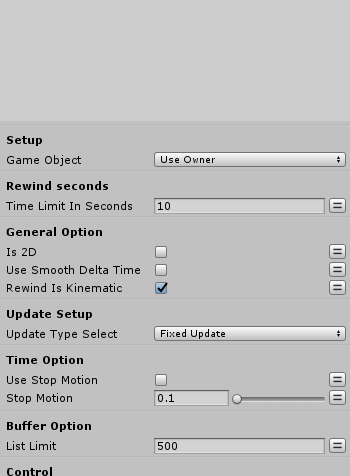 Setup
Game Object Use Owner
Rewind seconds
Time Limit In Seconds 10
General Option
Is 2D
Use Smooth Delta Time
Rewind Is Kinematic
Update Setup
Update Type Select Fixed Update
Time Option
Use Stop Motion
Stop Motion 0.1
Buffer Option
List Limit 500
Control